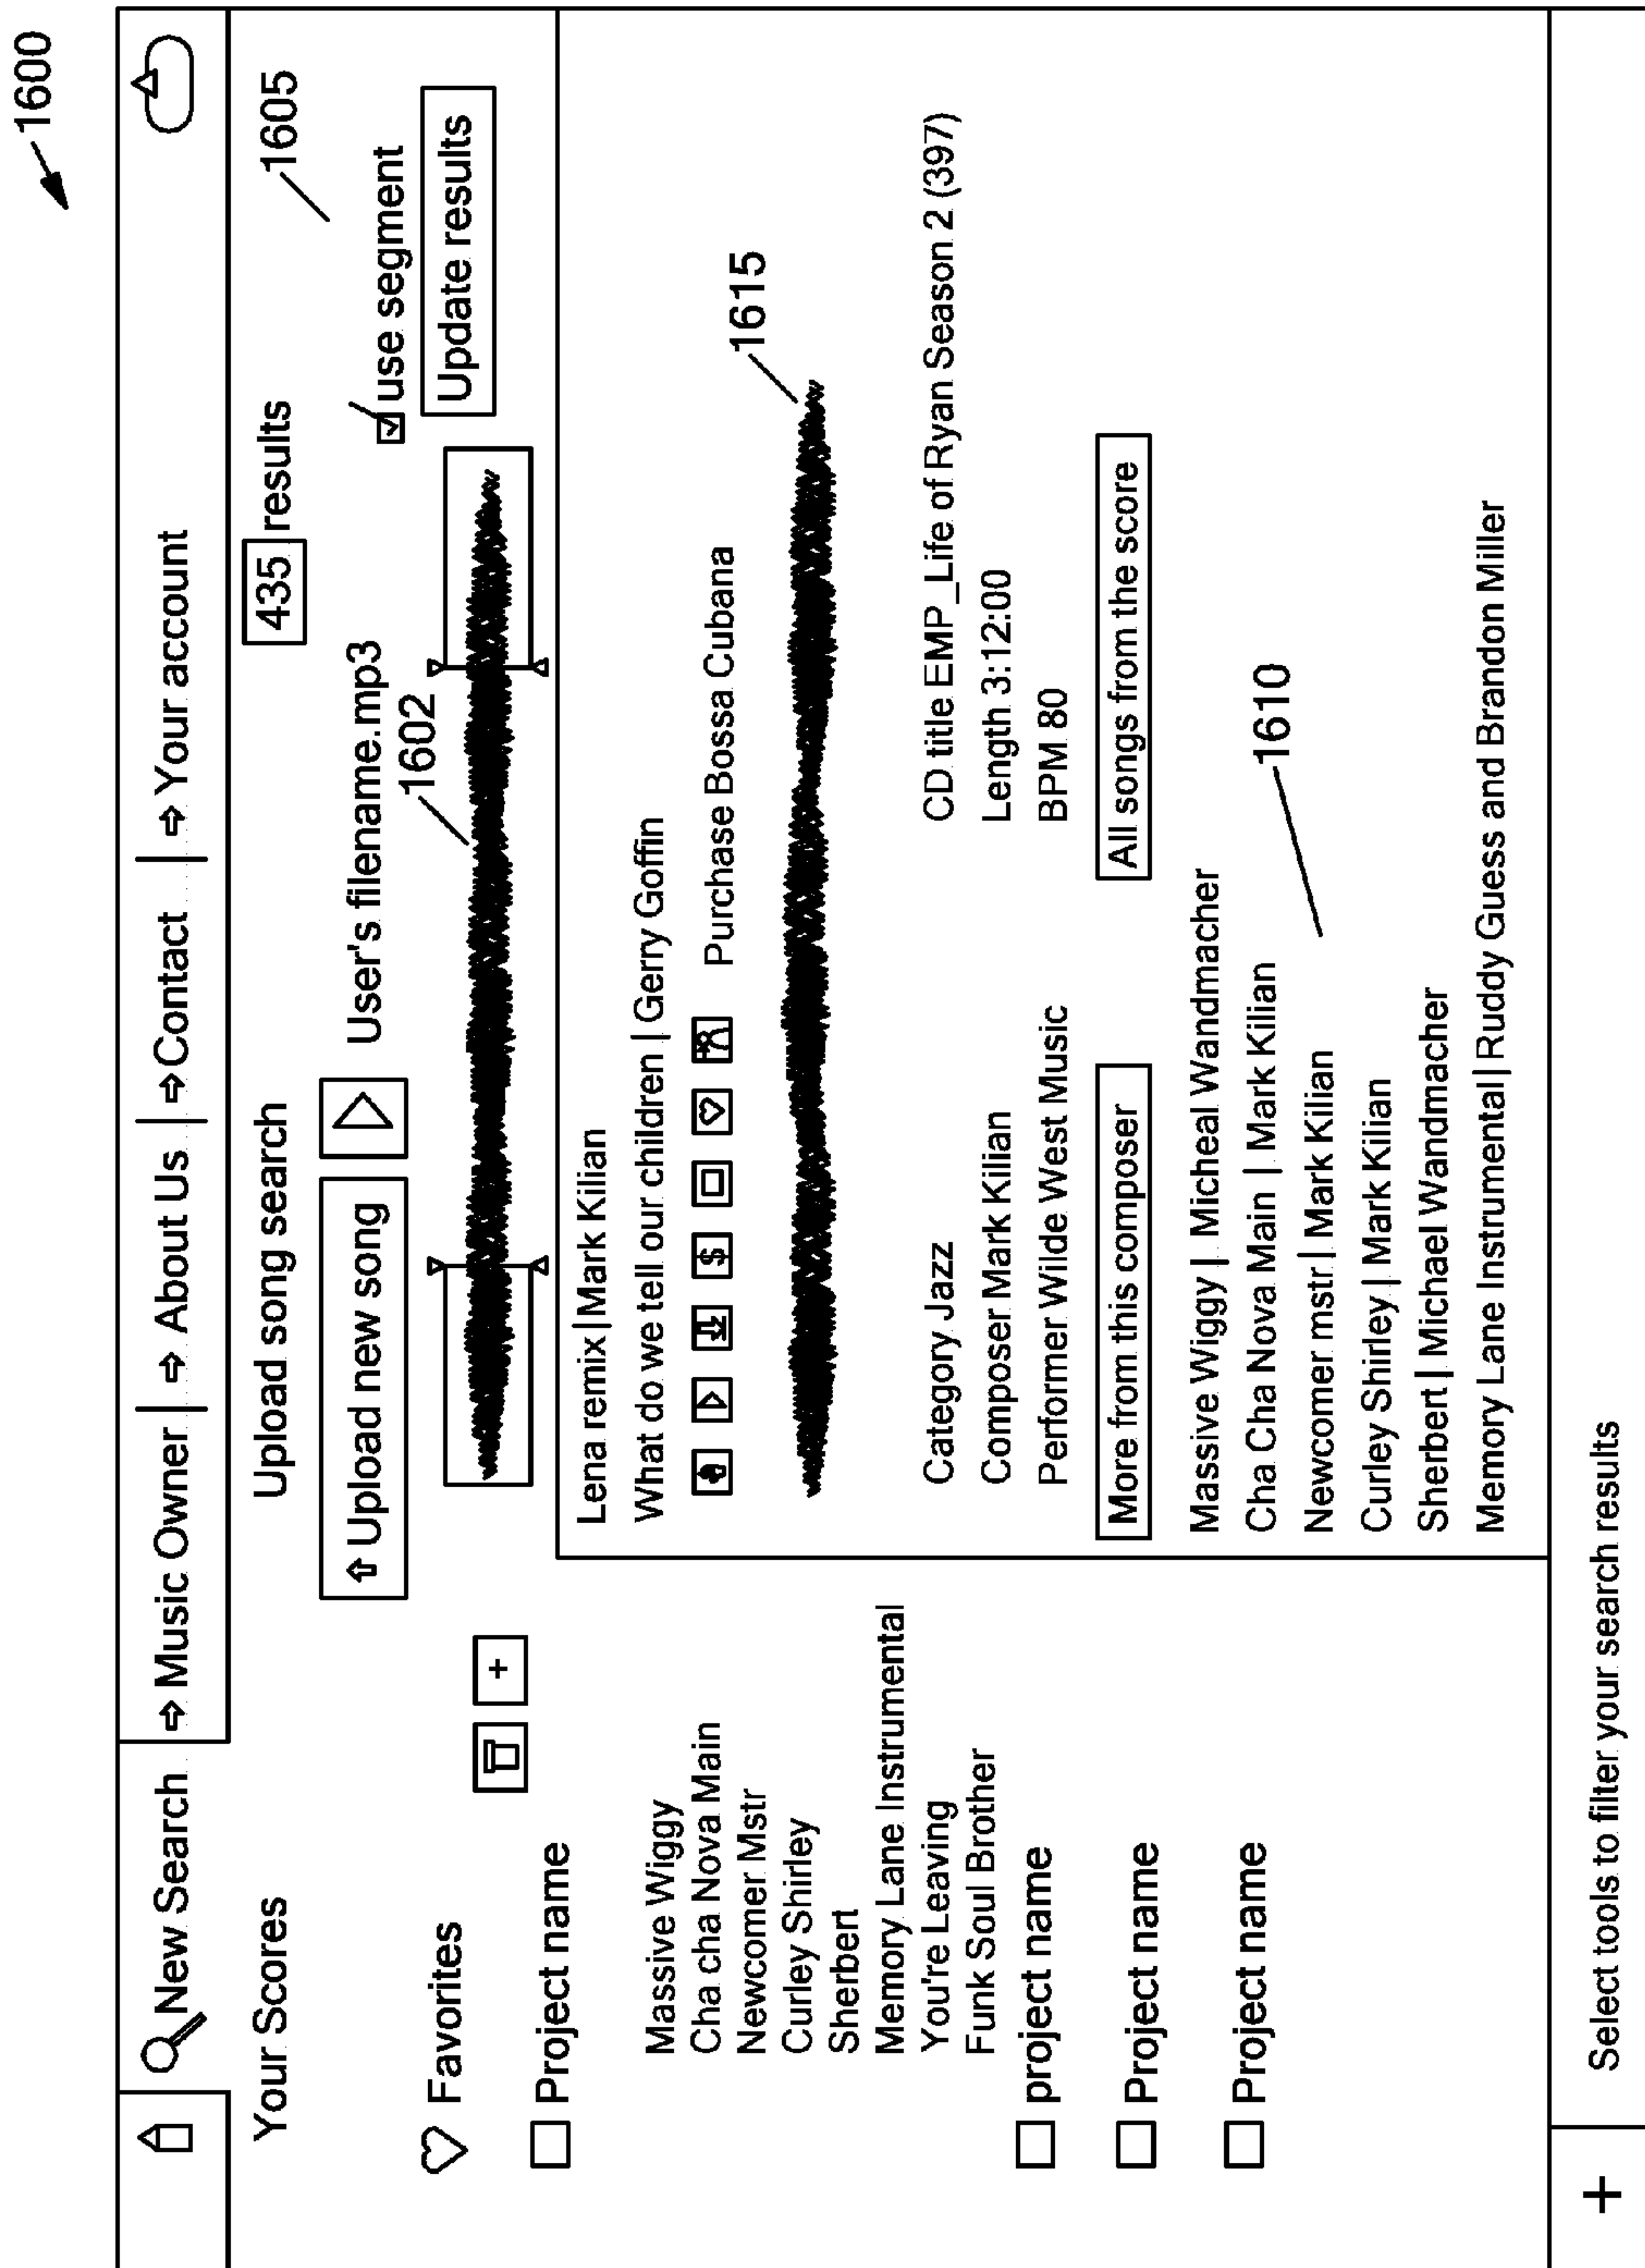 1600
New Search ⇨ Music Owner | ⇨ About Us | ⇨Contact | ⇨ Your account
Your Scores
Favorites
+
Project name
Massive Wiggy
Cha cha Nova Main
Newcomer Mstr
Curley Shirley
Sherbert
Memory Lane Instrumental
You're Leaving
Funk Soul Brother
project name
Project name
Project name
Upload song search
435 results
1605
⇧ Upload new song
User's filename.mp3
use segment
1602
Update results
Lena remix|Mark Kilian
What do we tell our children | Gerry Goffin
$
Purchase Bossa Cubana
1615
Category Jazz
CD title EMP_Life of Ryan Season 2 (397)
Composer Mark Kilian
Length 3:12:00
Performer Wilde West Music
BPM 80
More from this composer
All songs from the score
Massive Wiggy | Micheal Wandmacher
Cha Cha Nova Main | Mark Kilian
1610
Newcomer mstr | Mark Kilian
Curley Shirley | Mark Kilian
Sherbert | Michael Wandmacher
Memory Lane Instrumental | Ruddy Guess and Brandon Miller
+ Select tools to filter your search results